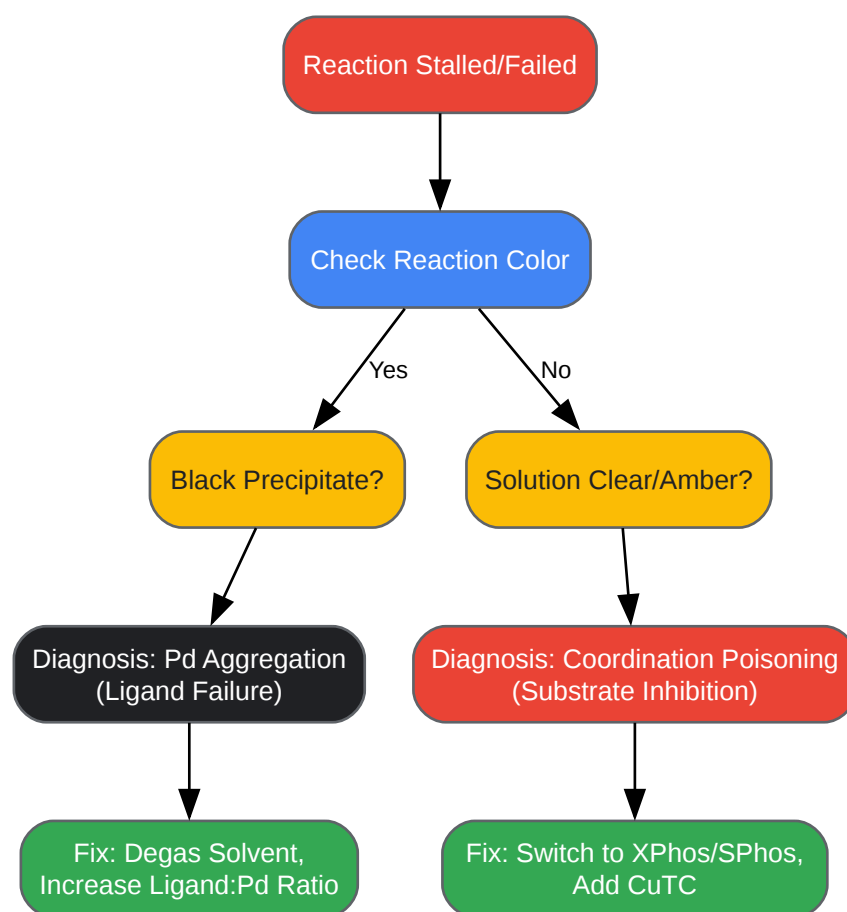 Reaction Stalled/Failed
Check Reaction Color
Yes
No
Black Precipitate?
Solution Clear/Amber?
Diagnosis: Pd Aggregation
(Ligand Failure)
Diagnosis: Coordination Poisoning
(Substrate Inhibition)
Fix: Degas Solvent,
Increase Ligand:Pd Ratio
Fix: Switch to XPhos/SPhos,
Add CuTC